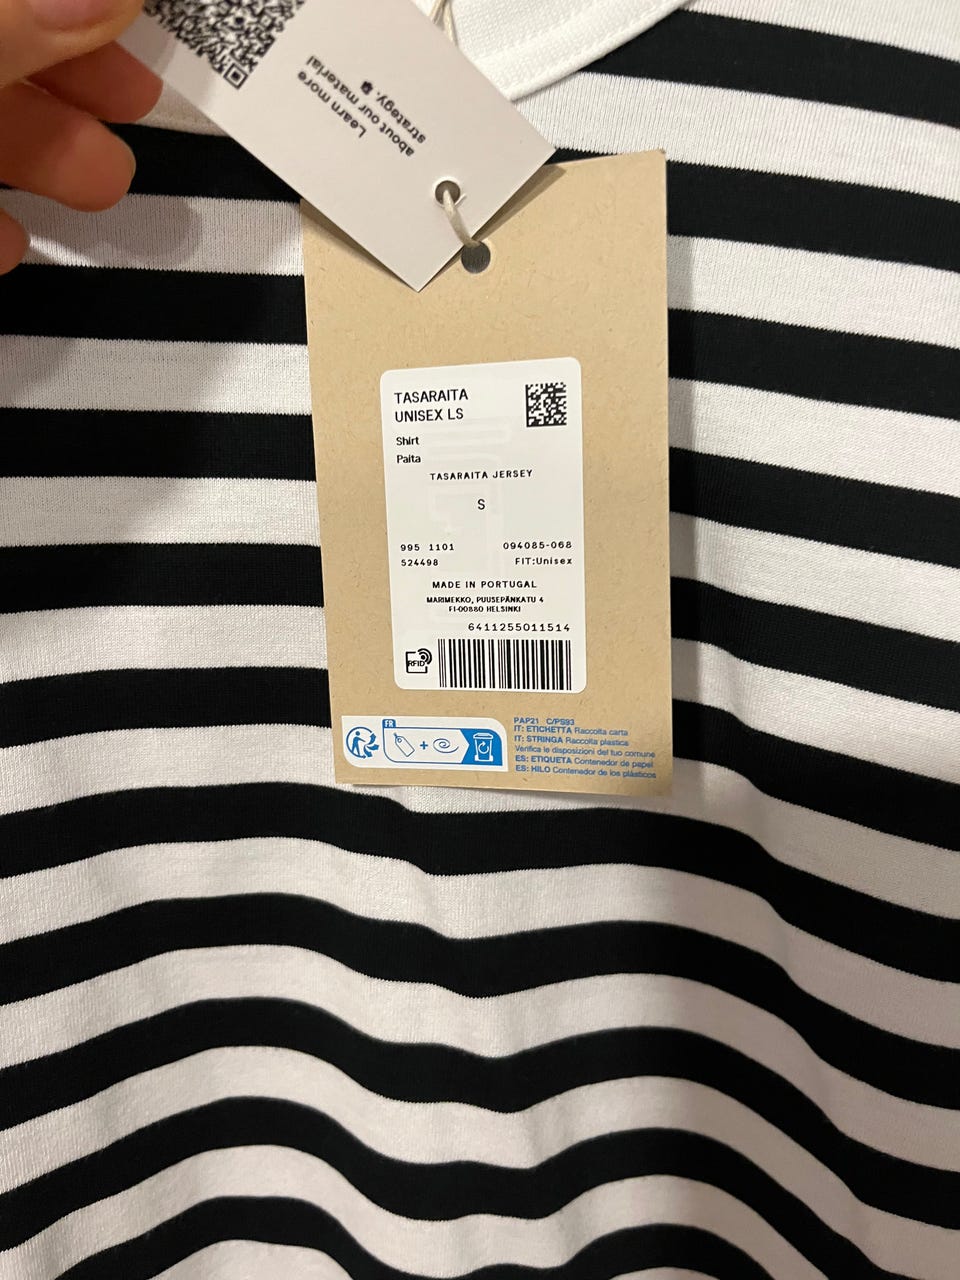 Learn more
about our material
strategy.
TASARAITA
UNISEX LS
Shirt
Paita
TASARAITA JERSEY
S
995 1101 094085-068
524498 FIT:Unisex
MADE IN PORTUGAL
MARIMEKKO, PUUSEPÄNKATU 4
FI-00880 HELSINKI
6411255011514
RFID
FR
PAP21 C/PS93
IT: ETICHETTA Raccolta carta
IT: STRINGA Raccolta plastica
Verifica le disposizioni del tuo comune
ES: ETIQUETA Contenedor de papel
ES: HILO Contenedor de los plásticos